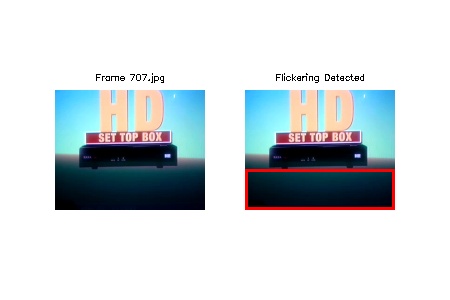 Frame 707.jpg
Flickering Detected
HD
SET TOP BOX
HD
SET TOP BOX